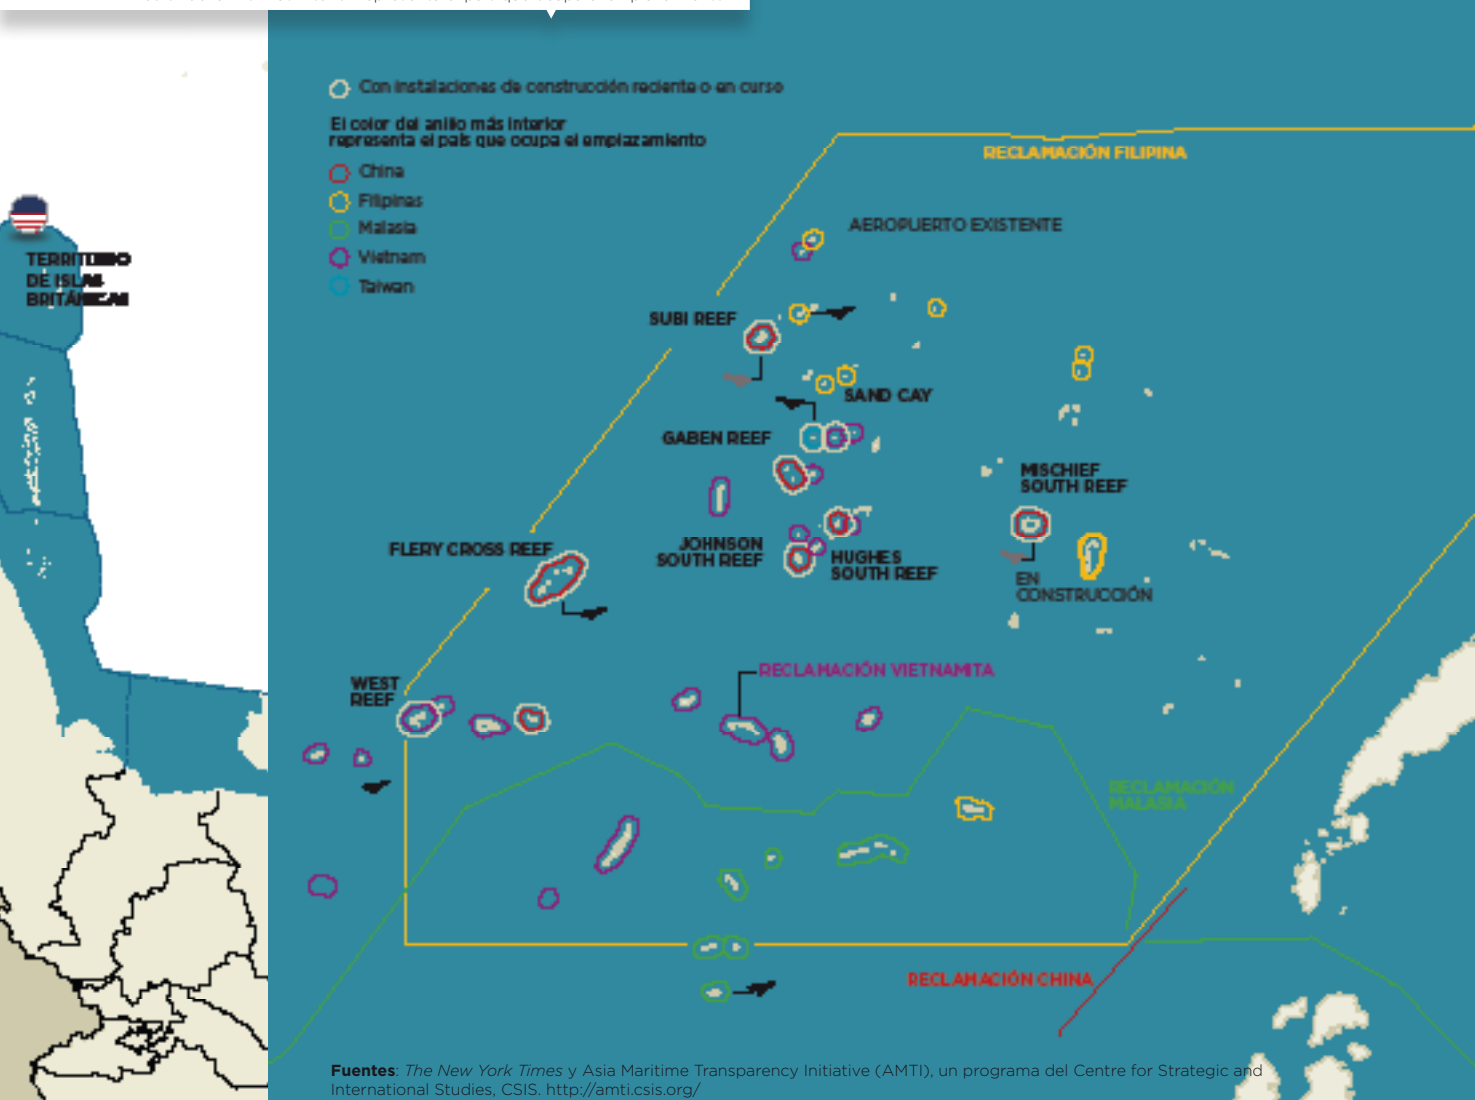 Con instalaciones de construcción reciente o en curso
El color del anillo más interior
representa el país que ocupa el emplazamiento
China
Filipinas
Malasia
Vietnam
Taiwan
TERRITORIO
DE ISLAS
BRITÁNICAS
RECLAMACIÓN FILIPINA
AEROPUERTO EXISTENTE
SUBI REEF
SAND CAY
GABEN REEF
MISCHIEF
SOUTH REEF
FLERY CROSS REEF
JOHNSON
SOUTH REEF
HUGHES
SOUTH REEF
EN
CONSTRUCCIÓN
WEST
REEF
RECLAMACIÓN VIETNAMITA
RECLAMACIÓN
MALASIA
RECLAMACIÓN CHINA
Fuentes: The New York Times y Asia Maritime Transparency Initiative (AMTI), un programa del Centre for Strategic and
International Studies, CSIS. http://amti.csis.org/